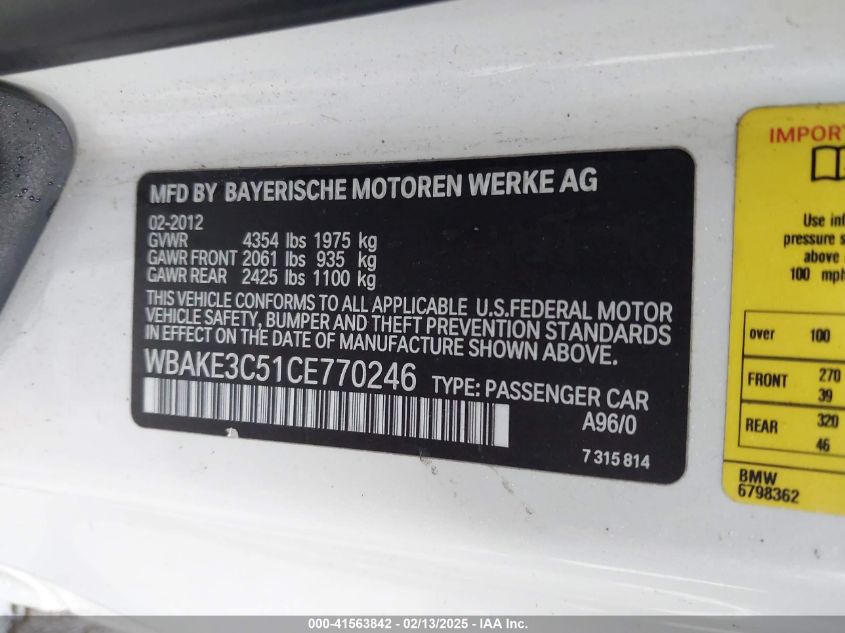 MFD BY BAYERISCHE MOTOREN WERKE AG
02-2012
GVWR 4354 lbs 1975 kg
GAWR FRONT 2061 lbs 935 kg
GAWR REAR 2425 lbs 1100 kg
THIS VEHICLE CONFORMS TO ALL APPLICABLE U.S.FEDERAL MOTOR
VEHICLE SAFETY, BUMPER AND THEFT PREVENTION STANDARDS
IN EFFECT ON THE DATE OF MANUFACTURE SHOWN ABOVE.
WBAKE3C51CE770246 TYPE: PASSENGER CAR
A96/0
7 315 814
IMPORT
Use inf
pressure s
above
100 mph
over 100
FRONT 270
39
REAR 320
46
BMW
6798362
000-41563842 - 02/13/2025 - IAA Inc.